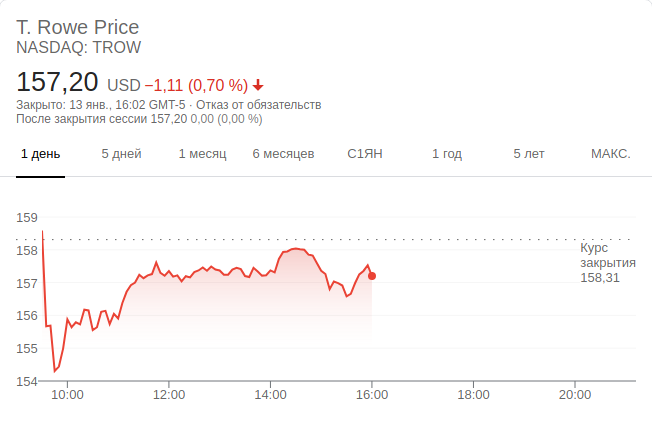 T. Rowe Price
NASDAQ: TROW
157,20 USD −1,11 (0,70 %)
Закрыто: 13 янв., 16:02 GMT-5 · Отказ от обязательств
После закрытия сессии 157,20 0,00 (0,00 %)
1 день 5 дней 1 месяц 6 месяцев С1ЯН 1 год 5 лет МАКС.
159
158
157
156
155
154
Курс
закрытия
158,31
10:00 12:00 14:00 16:00 18:00 20:00